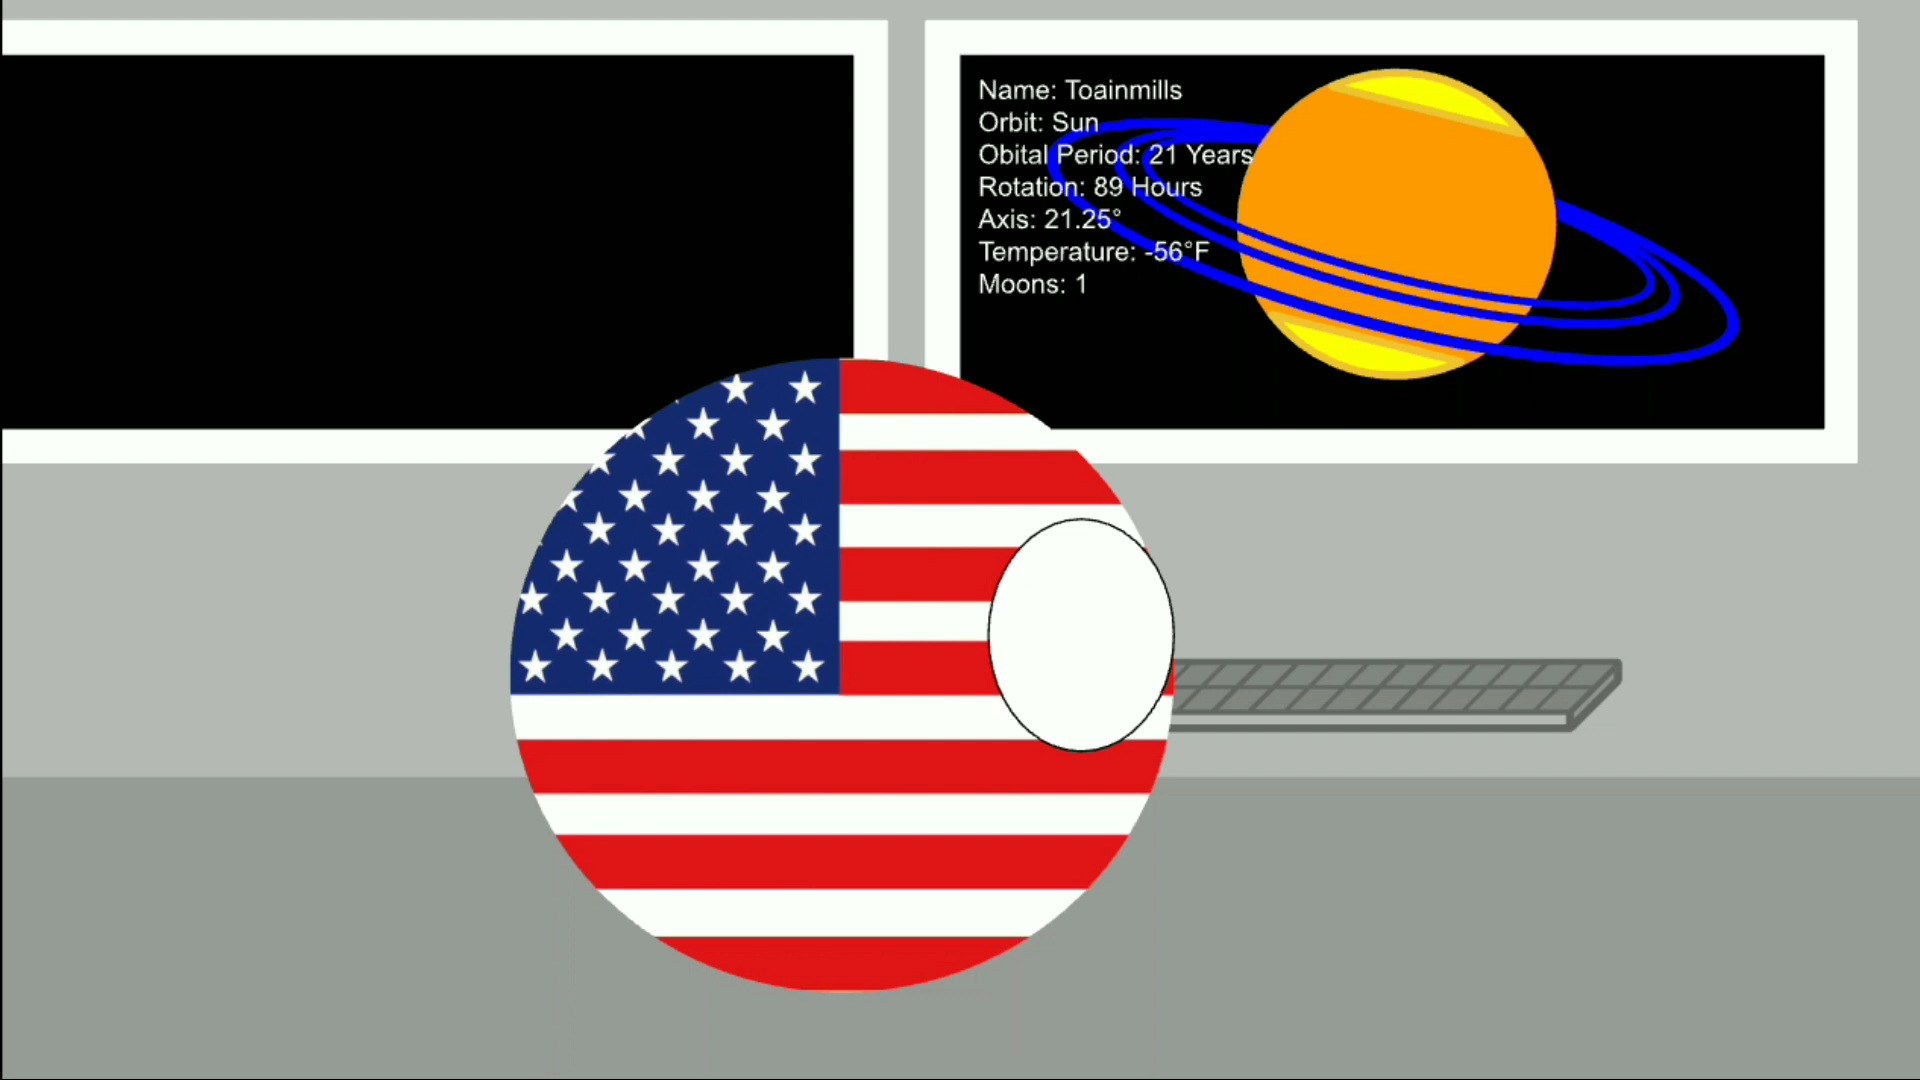 Name: Toainmills
Orbit: Sun
Obital Period: 21 Years
Rotation: 89 Hours
Axis: 21.25°
Temperature: -56°F
Moons: 1